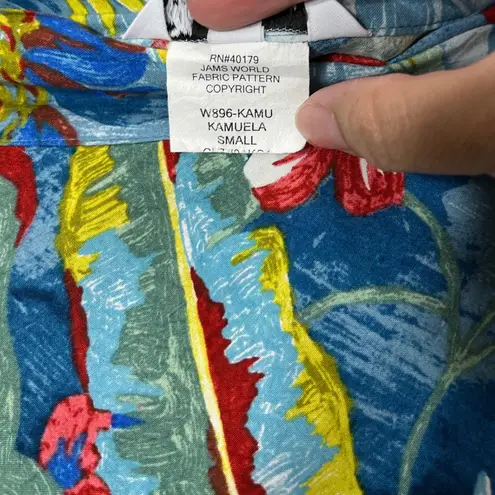 RN#40179
JAMS WORLD
FABRIC PATTERN
COPYRIGHT
W896-KAMU
KAMUELA
SMALL